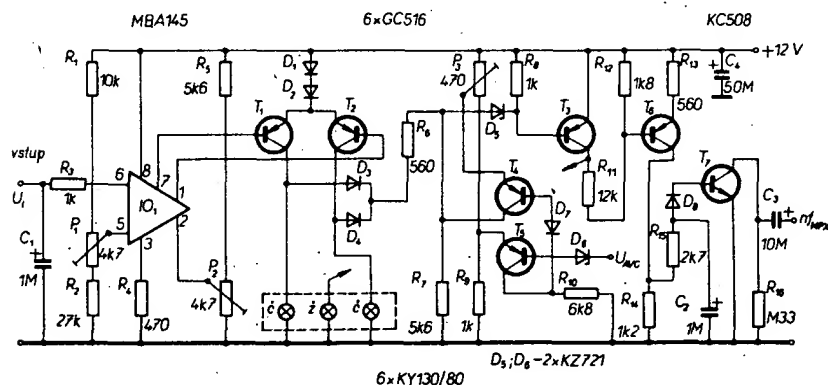 MBA145
6×GC516
KC508
R1
10k
R5
5k6
D1
D2
T1
T2
P3
470
R8
1k
D5
T3
R12
1k8
R13
560
T6
C4
50M
+12 V
vstup
U1
R3
1k
6
8
7
1
2
5
3
IO1
C1
1M
P1
4k7
R2
27k
R4
470
P2
4k7
D3
D4
R6
560
č
ž
č
T4
D7
T5
D6
UAVC
R11
12k
R7
5k6
R9
1k
R10
6k8
T7
D8
R15
2k7
R14
1k2
C2
1M
C3
10M
R16
M33
D5; D6 – 2×KZ721
6×KY130/80